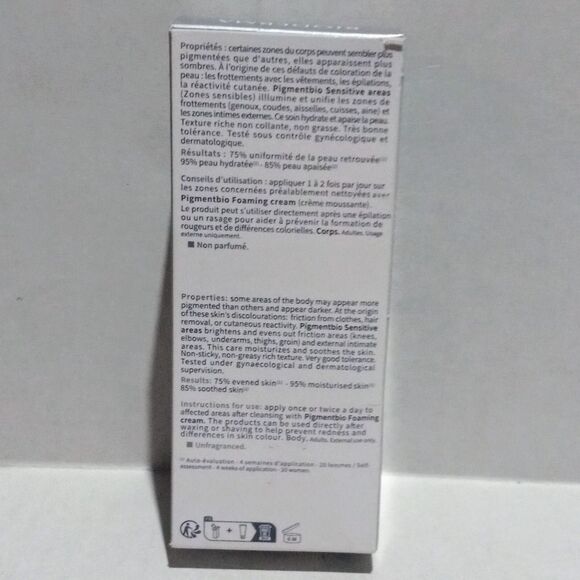 Propriétés : certaines zones du corps peuvent sembler plus
pigmentées que d'autres, elles apparaissent plus
sombres. À l'origine de ces défauts de coloration de la
peau : les frottements avec les vêtements, les épilations,
la réactivité cutanée. Pigmentbio Sensitive areas
(Zones sensibles) illlumine et unifie les zones de
frottements (genoux, coudes, aisselles, cuisses, aine) et
les zones intimes externes. Ce soin hydrate et apaise la peau.
Texture riche non collante, non grasse. Très bonne
tolérance. Testé sous contrôle gynécologique et
dermatologique.
Résultats : 75% uniformité de la peau retrouvée⁽¹⁾
95% peau hydratée⁽¹⁾ - 85% peau apaisée⁽¹⁾
Conseils d'utilisation : appliquer 1 à 2 fois par jour sur
les zones concernées préalablement nettoyées avec
Pigmentbio Foaming cream (crème moussante).
Le produit peut s'utiliser directement après une épilation
ou un rasage pour aider à prévenir la formation de
rougeurs et de différences colorielles. Corps. Adultes. Usage
externe uniquement.
Non parfumé.
Properties: some areas of the body may appear more
pigmented than others and appear darker. At the origin
of these skin's discolourations: friction from clothes, hair
removal, or cutaneous reactivity. Pigmentbio Sensitive
areas brightens and evens out friction areas (knees,
elbows, underarms, thighs, groin) and external intimate
areas. This care moisturizes and soothes the skin.
Non-sticky, non-greasy rich texture. Very good tolerance.
Tested under gynaecological and dermatological
supervision.
Results: 75% evened skin⁽¹⁾ - 95% moisturised skin⁽¹⁾
85% soothed skin⁽¹⁾
Instructions for use: apply once or twice a day to
affected areas after cleansing with Pigmentbio Foaming
cream. The products can be used directly after
waxing or shaving to help prevent redness and
differences in skin colour. Body. Adults. External use only.
Unfragranced.
⁽¹⁾ Auto-évaluation - 4 semaines d'application - 20 femmes / Self-
assessment - 4 weeks of application - 20 women.